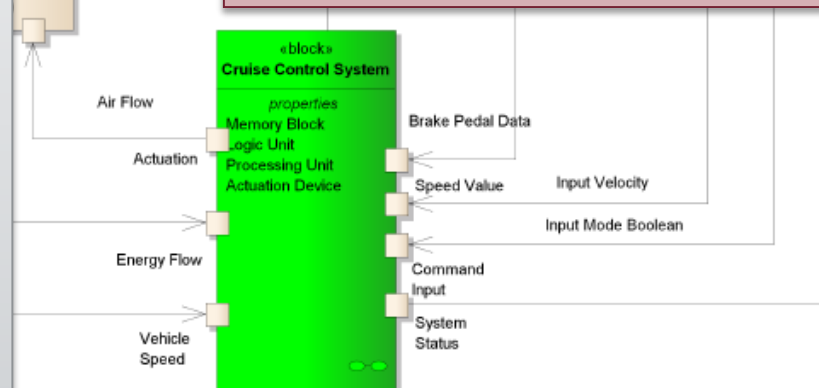 «block»
Cruise Control System
properties
Memory Block
Logic Unit
Processing Unit
Actuation Device
Air Flow
Actuation
Energy Flow
Vehicle
Speed
Brake Pedal Data
Speed Value
Input Velocity
Input Mode Boolean
Command
Input
System
Status